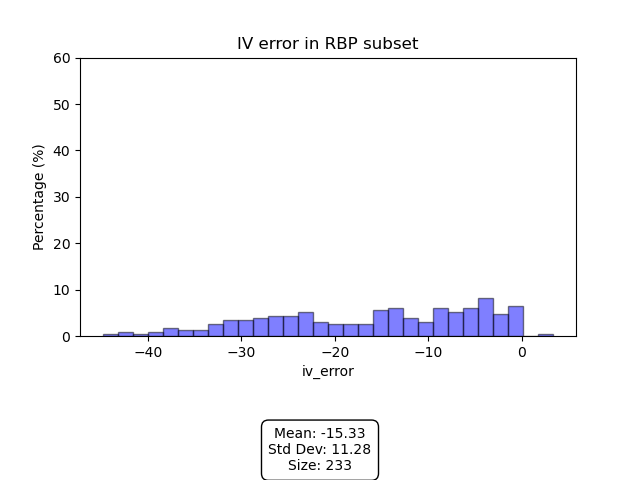 IV error in RBP subset
60
50
40
30
20
10
0
Percentage (%)
−40
−30
−20
−10
0
iv_error
Mean: -15.33
Std Dev: 11.28
Size: 233